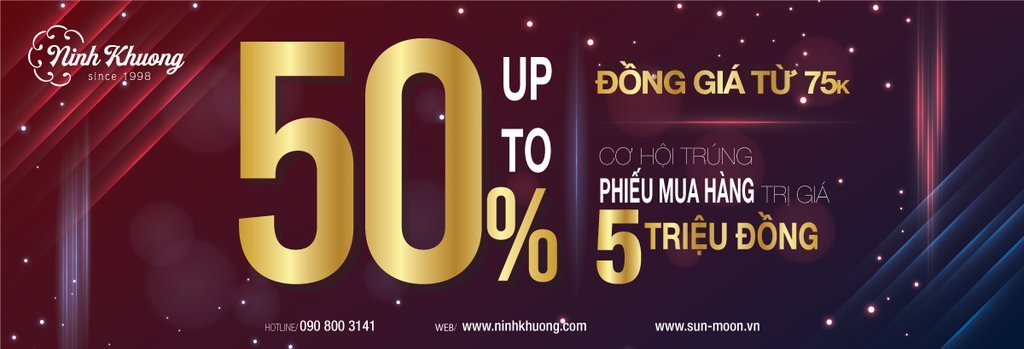 Ninh Khuong
since 1998
50%
UP
TO
ĐỒNG GIÁ TỪ 75K
CƠ HỘI TRÚNG
PHIẾU MUA HÀNG TRỊ GIÁ
5 TRIỆU ĐỒNG
HOTLINE/ 090 800 3141 WEB/ www.ninhkhuong.com www.sun-moon.vn